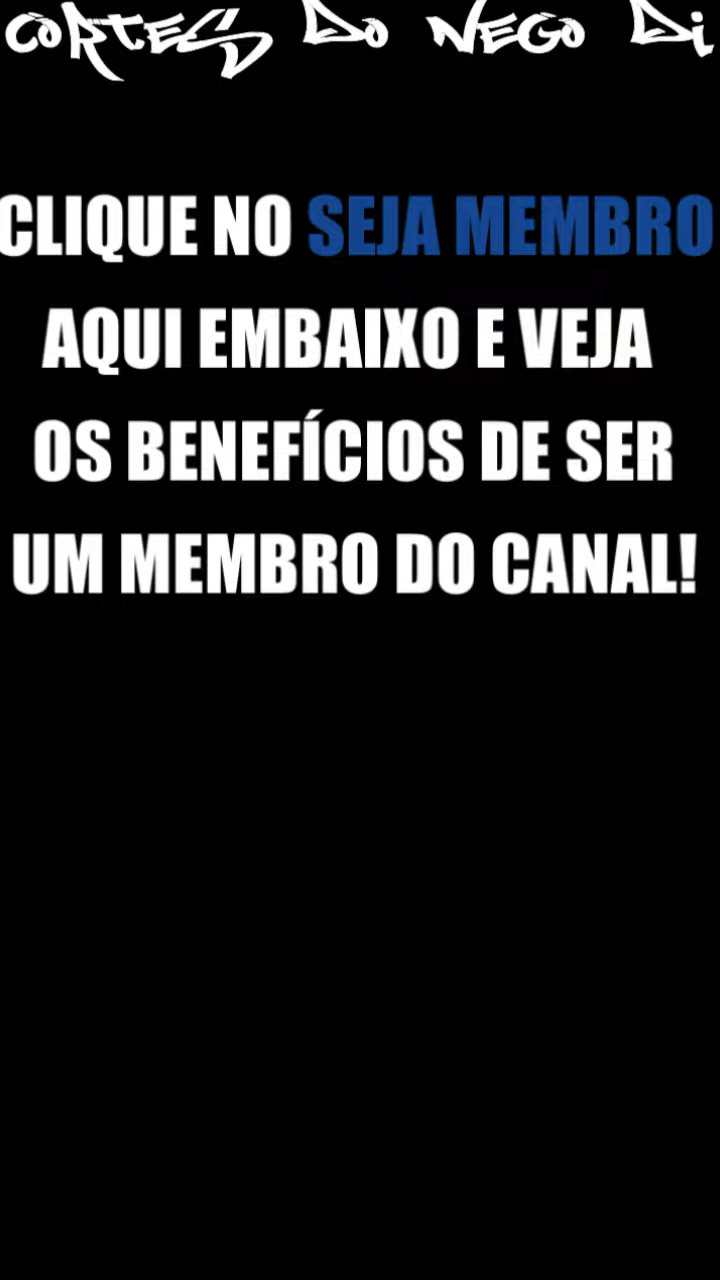 CORTES DO NEGO DI
CLIQUE NO SEJA MEMBRO
AQUI EMBAIXO E VEJA
OS BENEFÍCIOS DE SER
UM MEMBRO DO CANAL!